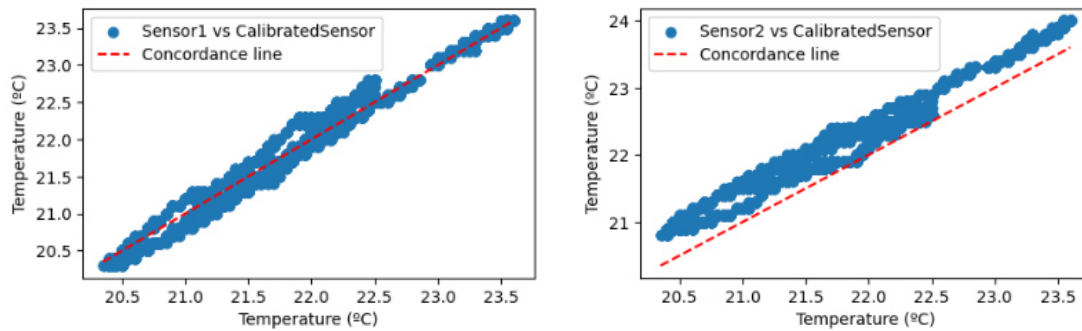 Sensor1 vs CalibratedSensor
Concordance line
Temperature (ºC)
23.5
23.0
22.5
22.0
21.5
21.0
20.5
20.5 21.0 21.5 22.0 22.5 23.0 23.5
Temperature (ºC)
Sensor2 vs CalibratedSensor
Concordance line
Temperature (ºC)
24
23
22
21
20.5 21.0 21.5 22.0 22.5 23.0 23.5
Temperature (ºC)